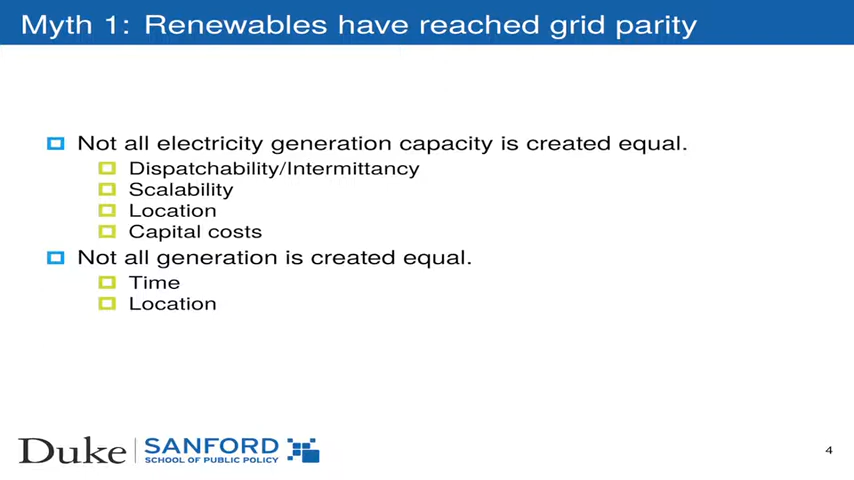 Myth 1: Renewables have reached grid parity
Not all electricity generation capacity is created equal.
Dispatchability/Intermittancy
Scalability
Location
Capital costs
Not all generation is created equal.
Time
Location
Duke
SANFORD
SCHOOL OF PUBLIC POLICY
4